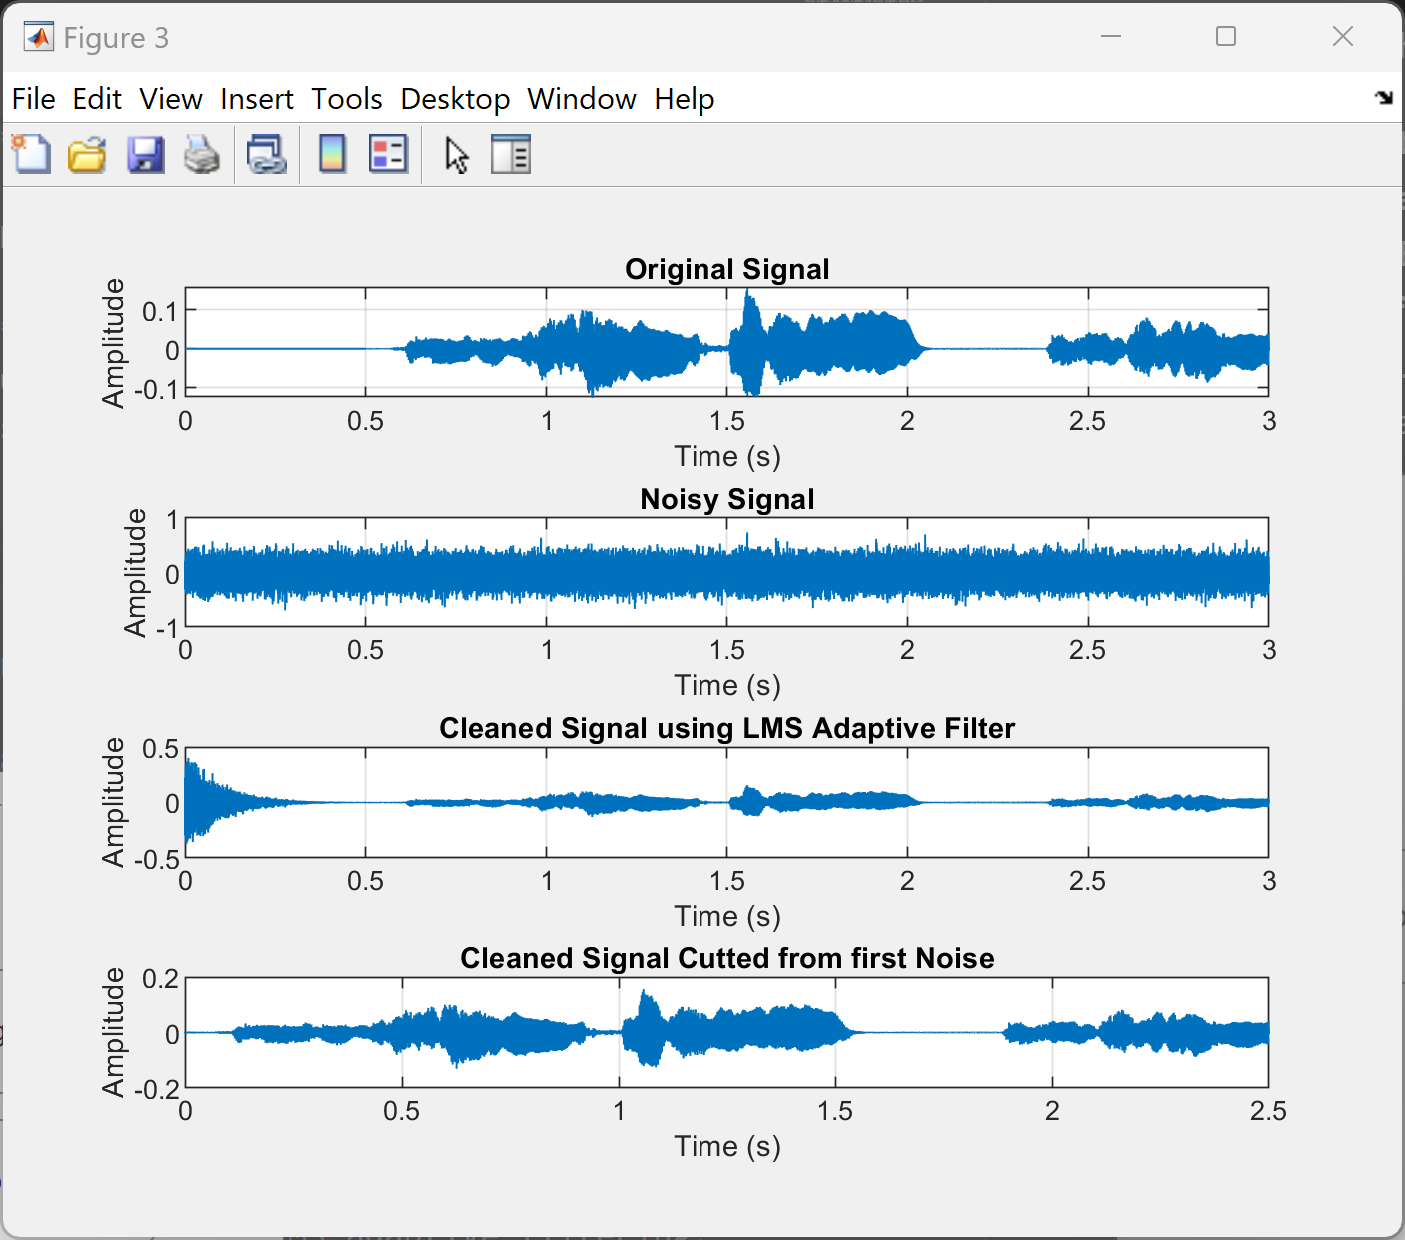 Figure 3
File Edit View Insert Tools Desktop Window Help
Original Signal
Amplitude
0.1
0
-0.1
0 0.5 1 1.5 2 2.5 3
Time (s)
Noisy Signal
Amplitude
1
0
-1
0 0.5 1 1.5 2 2.5 3
Time (s)
Cleaned Signal using LMS Adaptive Filter
Amplitude
0.5
0
-0.5
0 0.5 1 1.5 2 2.5 3
Time (s)
Cleaned Signal Cutted from first Noise
Amplitude
0.2
0
-0.2
0 0.5 1 1.5 2 2.5
Time (s)